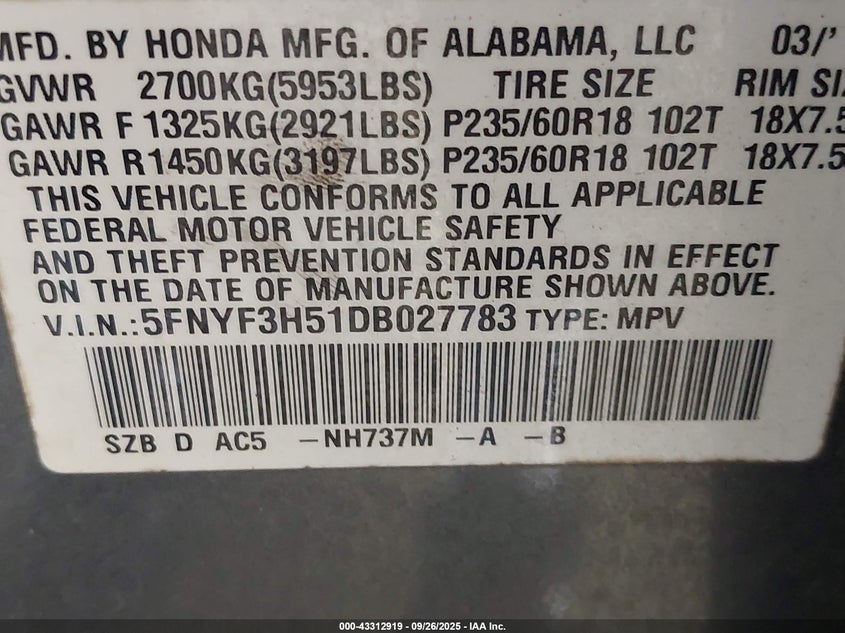 MFD. BY HONDA MFG. OF ALABAMA, LLC 03/'
GVWR 2700KG(5953LBS) TIRE SIZE RIM
GAWR F 1325KG(2921LBS) P235/60R18 102T 18X7.5
GAWR R1450KG(3197LBS) P235/60R18 102T 18X7.5
THIS VEHICLE CONFORMS TO ALL APPLICABLE
FEDERAL MOTOR VEHICLE SAFETY
AND THEFT PREVENTION STANDARDS IN EFFECT
ON THE DATE OF MANUFACTURE SHOWN ABOVE.
V.I.N.:5FNYF3H51DB027783 TYPE: MPV
SZB D AC5 -NH737M -A -B
000-43312919 - 09/26/2025 - IAA Inc.